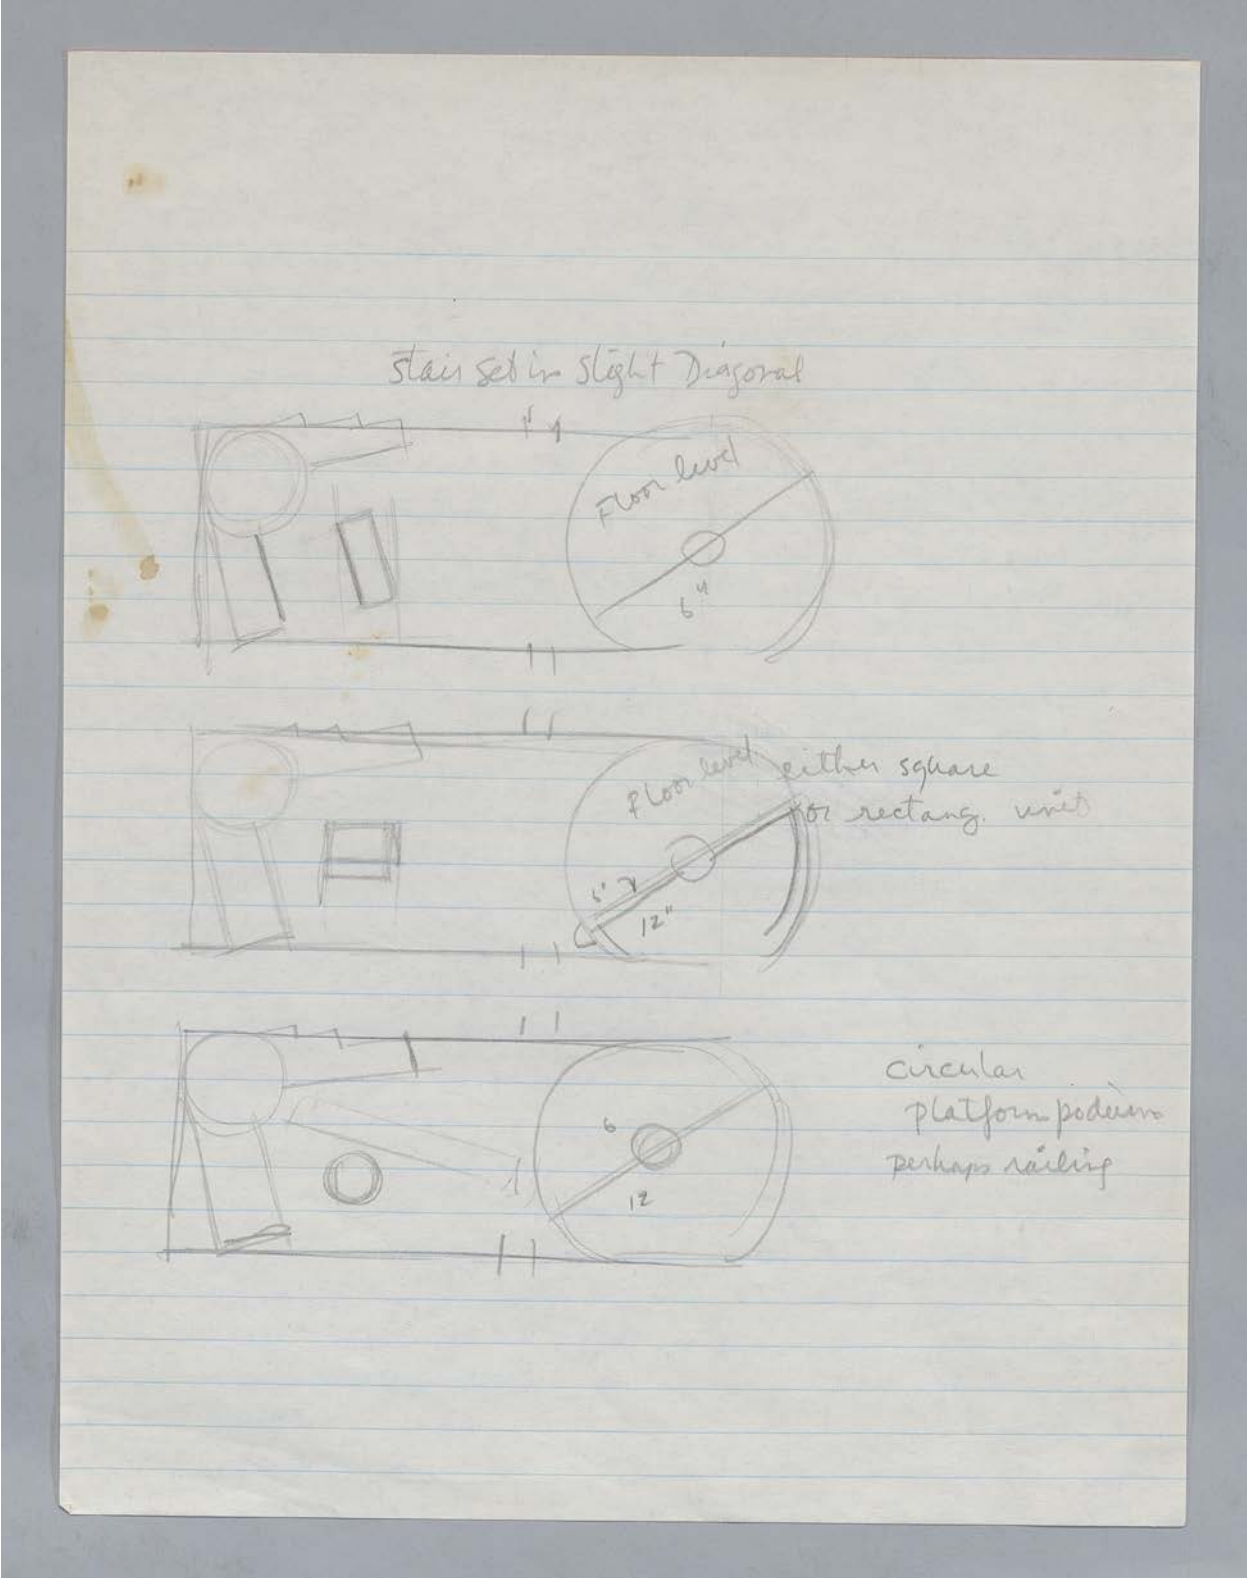 Stair set in Slight Diagonal
Floor level
6"
Floor level
either square
or rectang. unit
12"
circular
platform podium
perhaps railing
6
12